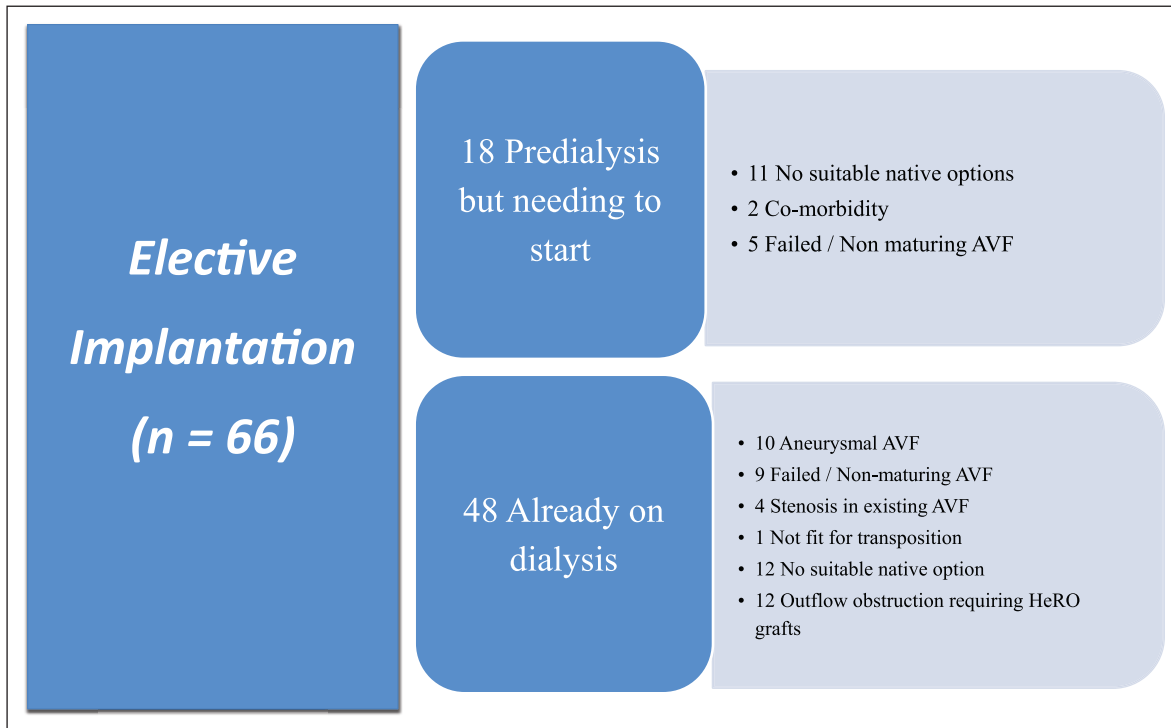 Elective
Implantation
(n = 66)
18 Predialysis
but needing to
start
• 11 No suitable native options
• 2 Co-morbidity
• 5 Failed / Non maturing AVF
48 Already on
dialysis
• 10 Aneurysmal AVF
• 9 Failed / Non-maturing AVF
• 4 Stenosis in existing AVF
• 1 Not fit for transposition
• 12 No suitable native option
• 12 Outflow obstruction requiring HeRO
grafts